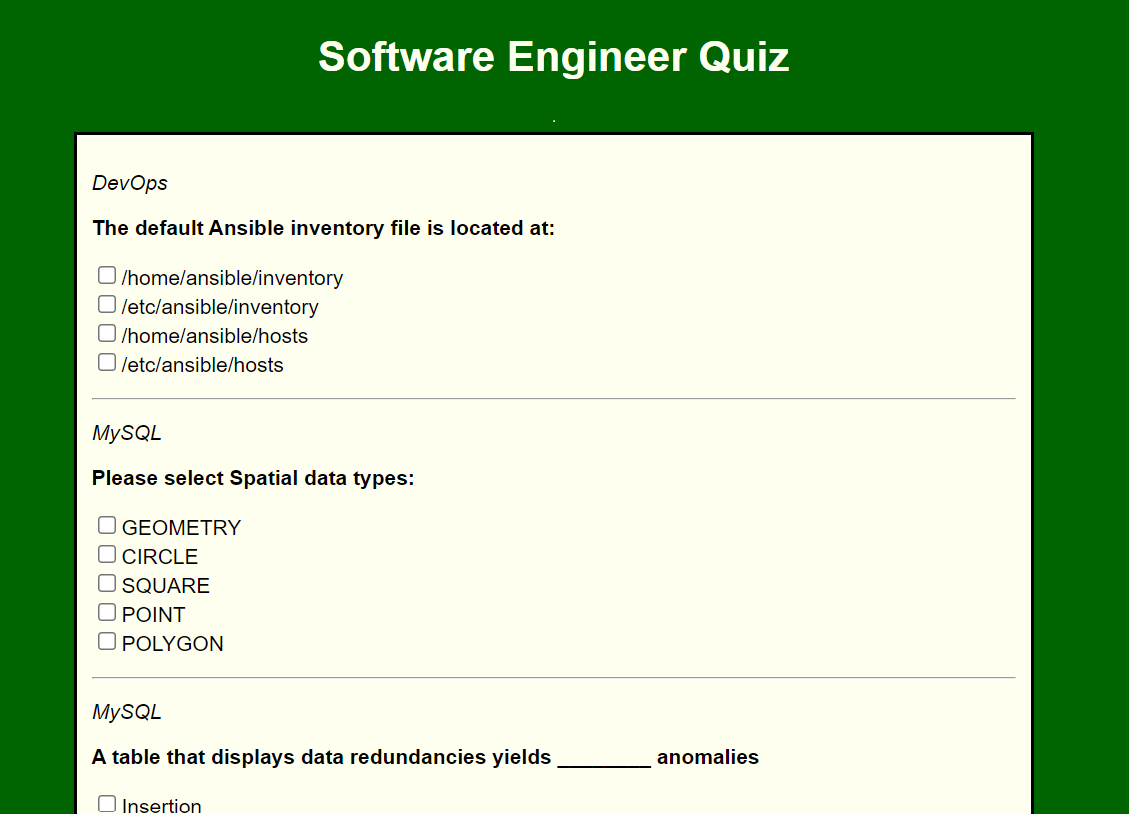 Software Engineer Quiz
.
DevOps
The default Ansible inventory file is located at:
/home/ansible/inventory
/etc/ansible/inventory
/home/ansible/hosts
/etc/ansible/hosts
MySQL
Please select Spatial data types:
GEOMETRY
CIRCLE
SQUARE
POINT
POLYGON
MySQL
A table that displays data redundancies yields ________ anomalies
Insertion